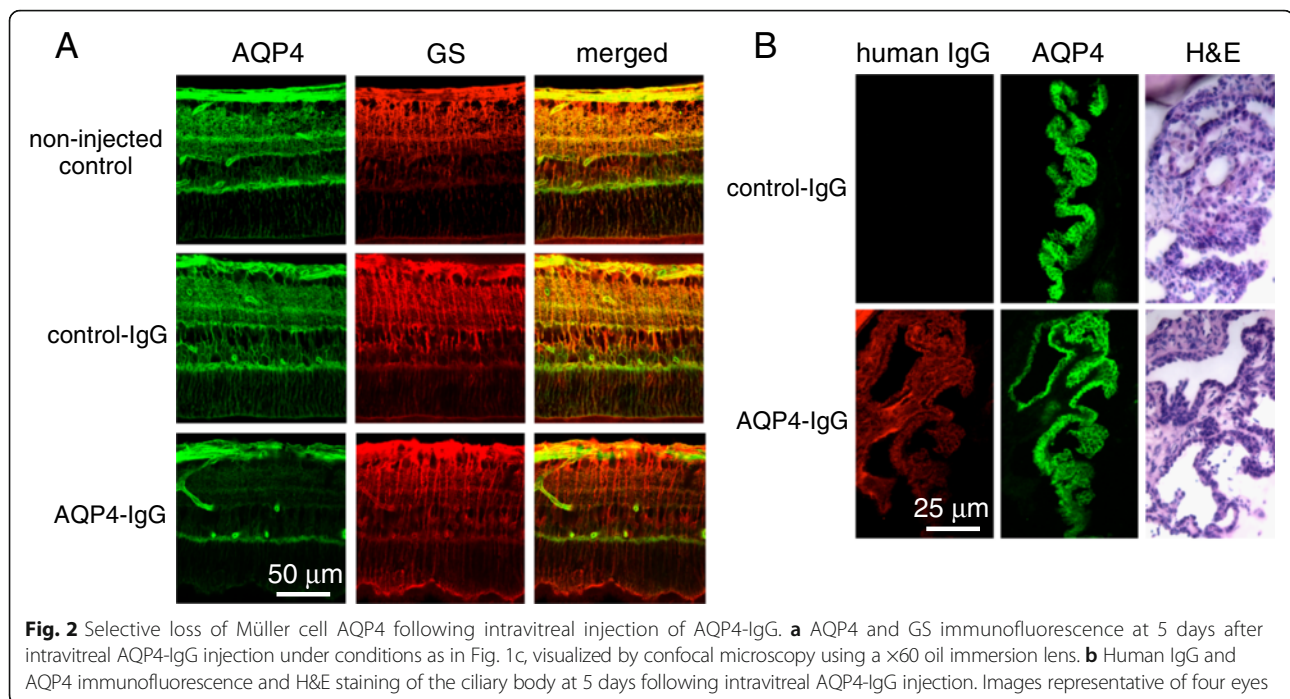 A
B
AQP4 GS merged
human IgG AQP4 H&E
non-injected
control
control-IgG
AQP4-IgG
50 μm
control-IgG
AQP4-IgG
25 μm
Fig. 2 Selective loss of Müller cell AQP4 following intravitreal injection of AQP4-IgG. a AQP4 and GS immunofluorescence at 5 days after
intravitreal AQP4-IgG injection under conditions as in Fig. 1c, visualized by confocal microscopy using a ×60 oil immersion lens. b Human IgG and
AQP4 immunofluorescence and H&E staining of the ciliary body at 5 days following intravitreal AQP4-IgG injection. Images representative of four eyes